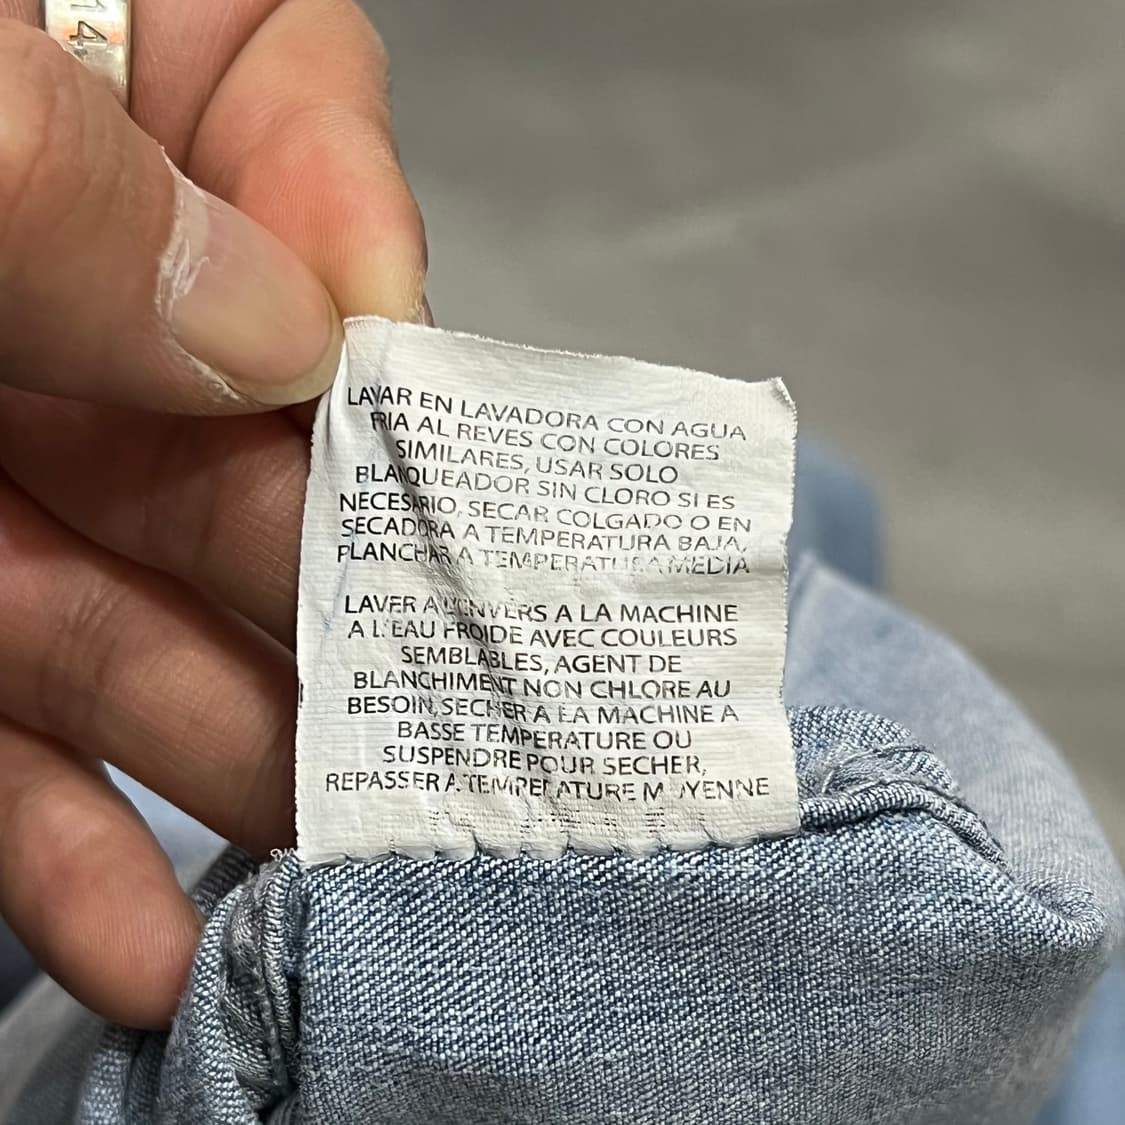 14
LAVAR EN LAVADORA CON AGUA
FRIA AL REVES CON COLORES
SIMILARES, USAR SOLO
BLANQUEADOR SIN CLORO SI ES
NECESARIO, SECAR COLGADO O EN
SECADORA A TEMPERATURA BAJA,
PLANCHAR A TEMPERATURA MEDIA
LAVER A L'ENVERS A LA MACHINE
A L'EAU FROIDE AVEC COULEURS
SEMBLABLES, AGENT DE
BLANCHIMENT NON CHLORE AU
BESOIN, SECHER A LA MACHINE A
BASSE TEMPERATURE OU
SUSPENDRE POUR SECHER,
REPASSER A TEMPERATURE MOYENNE